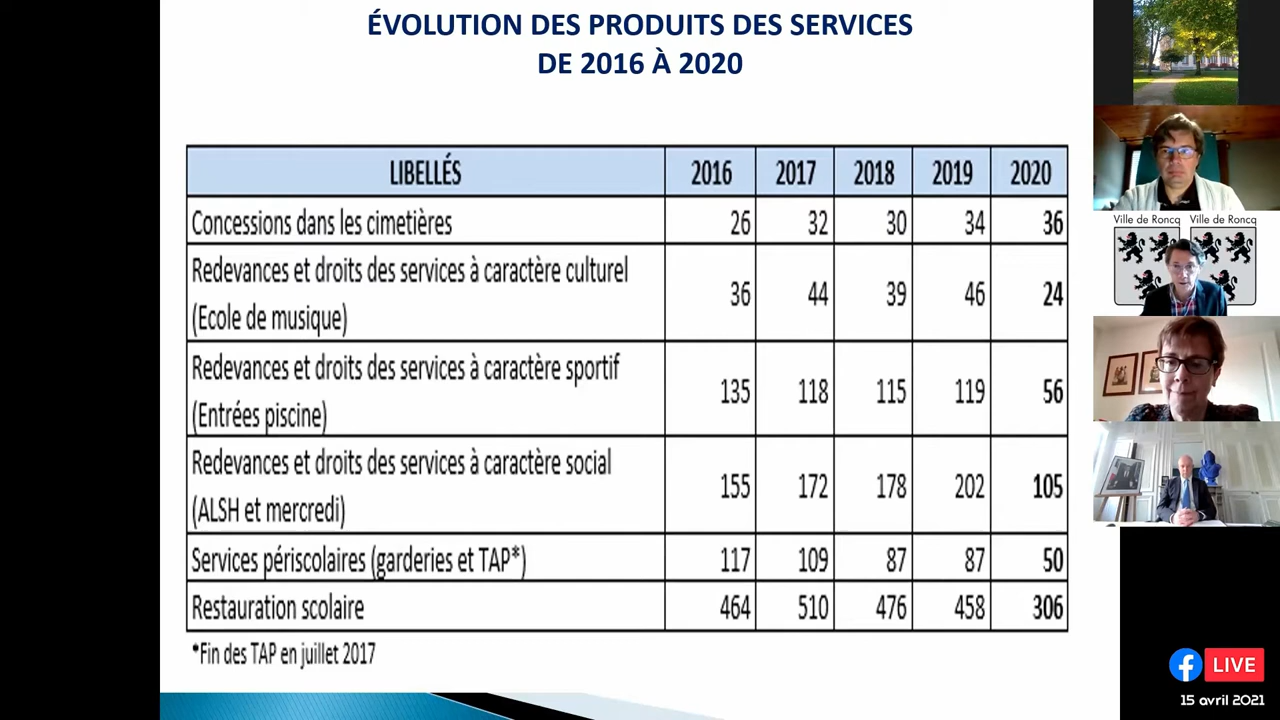 ÉVOLUTION DES PRODUITS DES SERVICES
DE 2016 À 2020
LIBELLÉS 2016 2017 2018 2019 2020
Concessions dans les cimetières 26 32 30 34 36
Redevances et droits des services à caractère culturel
(Ecole de musique) 36 44 39 46 24
Redevances et droits des services à caractère sportif
(Entrées piscine) 135 118 115 119 56
Redevances et droits des services à caractère social
(ALSH et mercredi) 155 172 178 202 105
Services périscolaires (garderies et TAP*) 117 109 87 87 50
Restauration scolaire 464 510 476 458 306
*Fin des TAP en juillet 2017
Ville de Roncq Ville de Roncq
LIVE
15 avril 2021